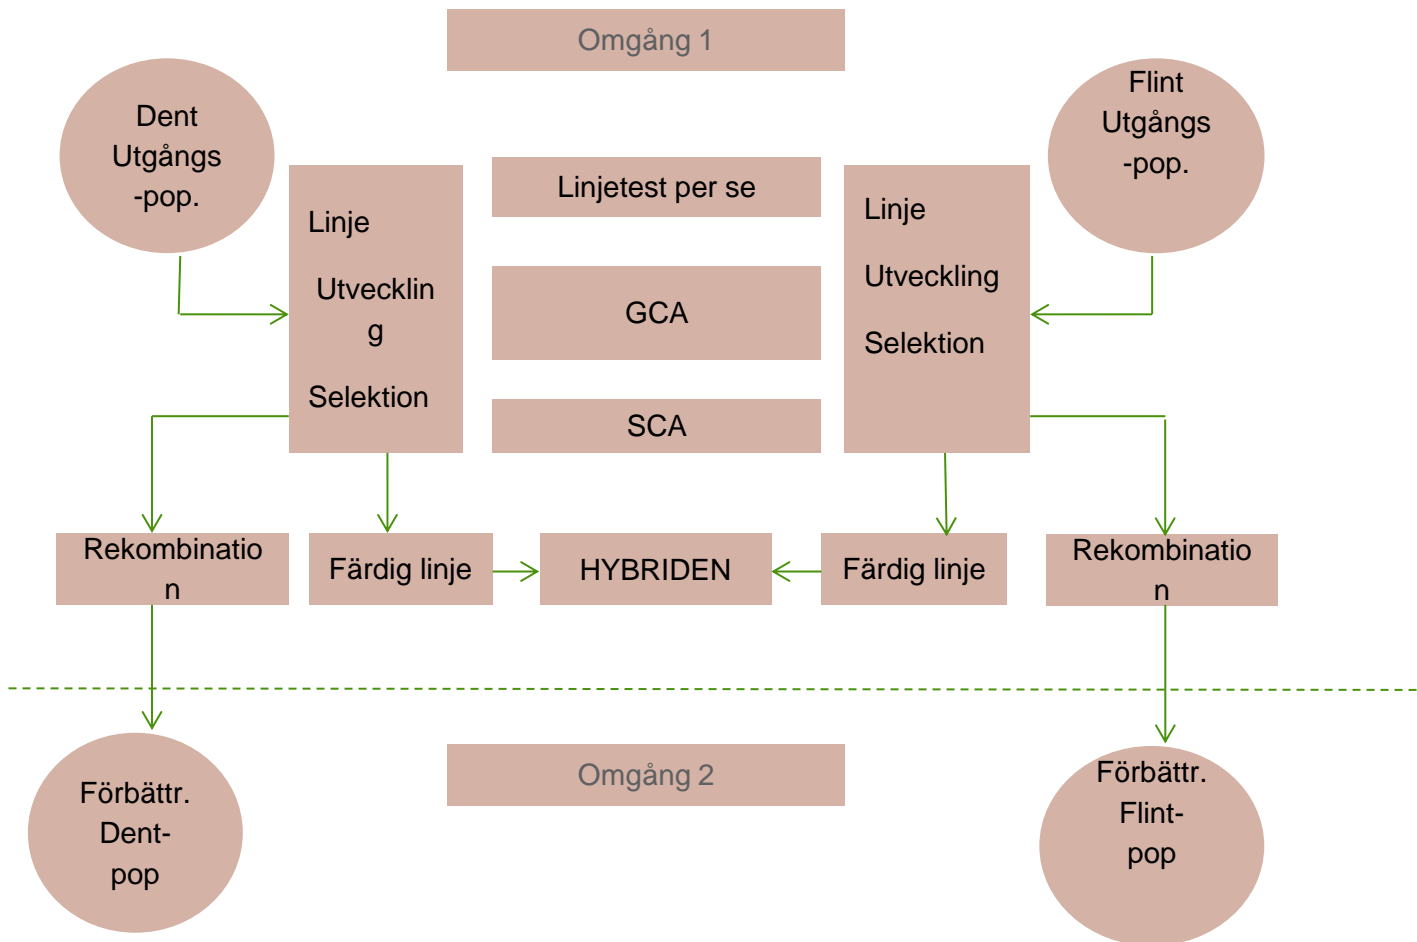 Omgång 1
Dent
Utgångs
-pop.
Flint
Utgångs
-pop.
Linje
Utvecklin
g
Selektion
Linjetest per se
GCA
SCA
Linje
Utveckling
Selektion
Rekombinatio
n
Färdig linje
HYBRIDEN
Färdig linje
Rekombinatio
n
Omgång 2
Förbättr.
Dent-
pop
Förbättr.
Flint-
pop